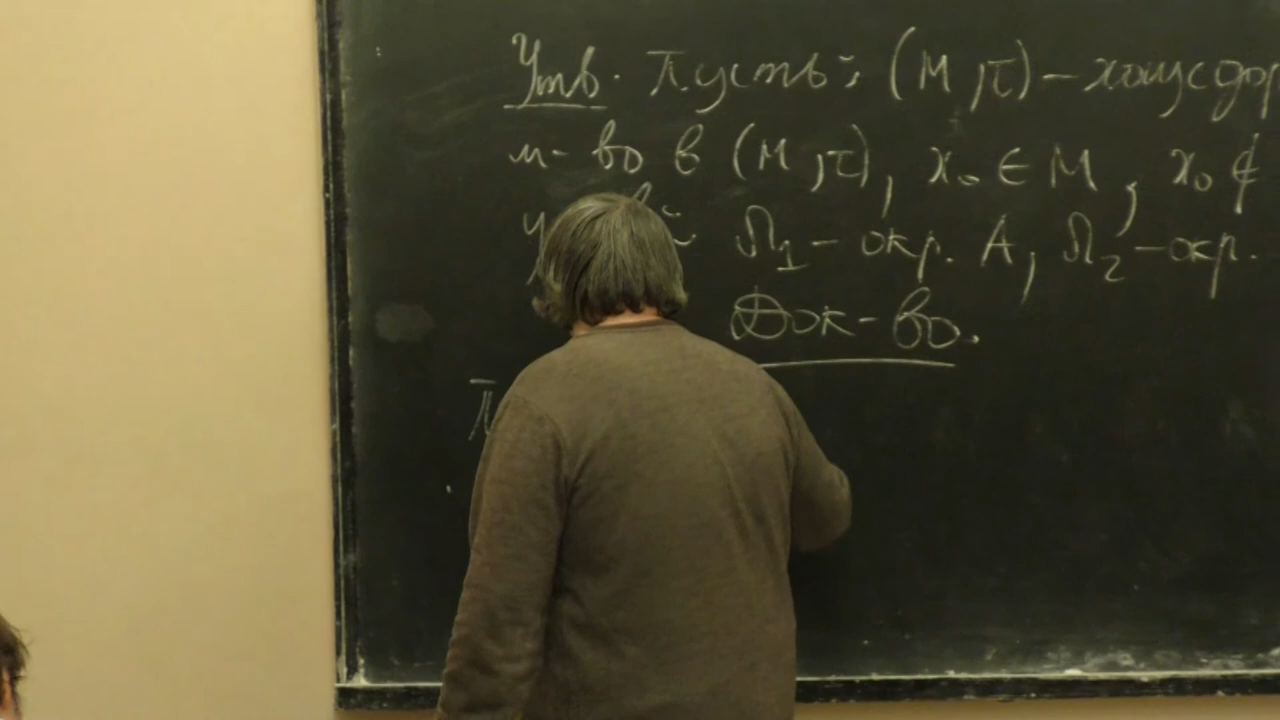 Утв. Пусть: (M, τ) – хаусдор
м-во в (M, τ), x₀ ∈ M, x₀ ∉
Ω₁ – окр. A, Ω₂ – окр.
Док-во.